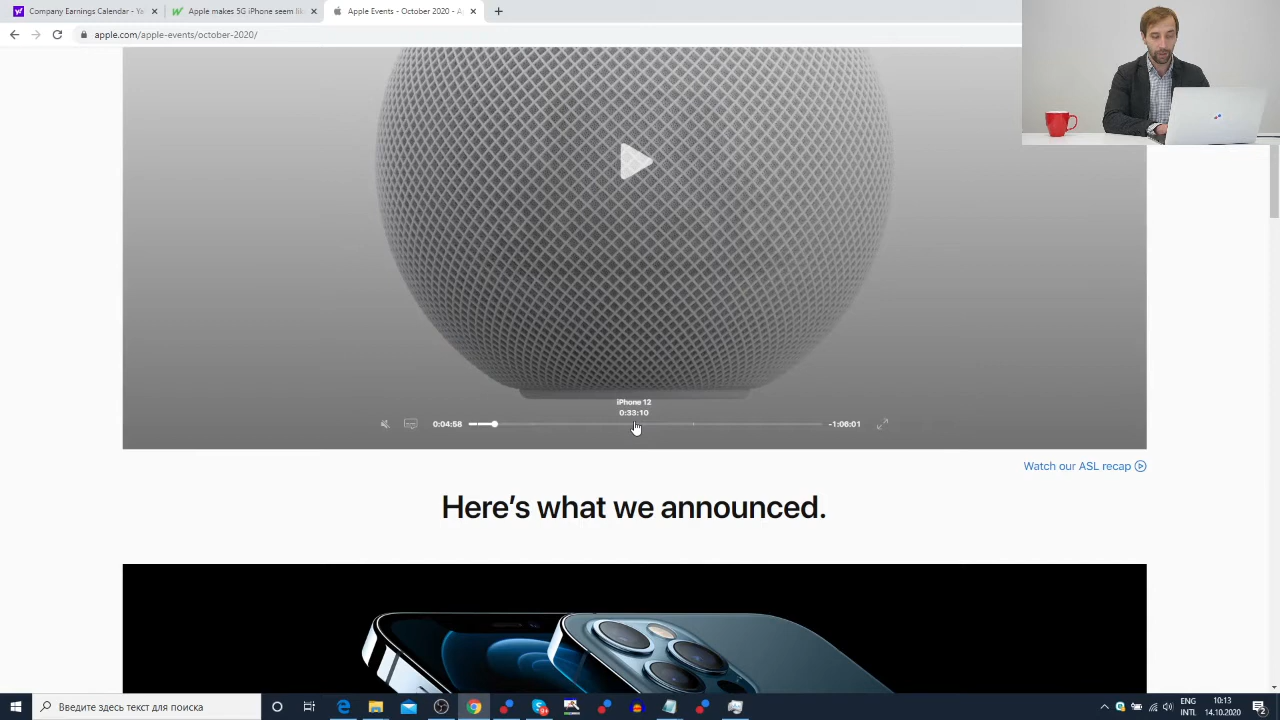 Company Earnings Calendar - Ya
Apple makes 5G iPhone seem lik
Apple Events - October 2020 - A
apple.com/apple-events/october-2020/
iPhone 12
0:33:10
0:04:58
-1:06:01
Watch our ASL recap
Here's what we announced.
Введите здесь текст для поиска
ENG
INTL
10:13
14.10.2020
2